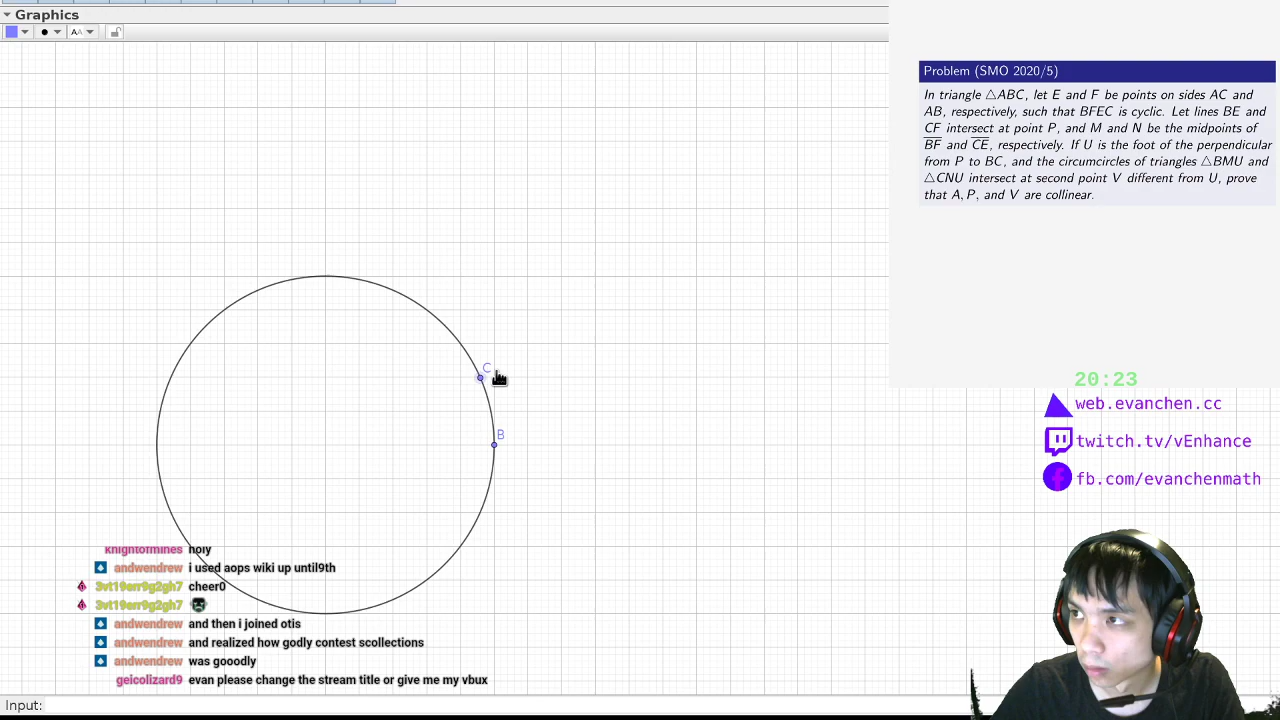 Graphics
AA
Problem (SMO 2020/5)
In triangle △ABC, let E and F be points on sides AC and
AB, respectively, such that BFEC is cyclic. Let lines BE and
CF intersect at point P, and M and N be the midpoints of
BF and CE, respectively. If U is the foot of the perpendicular
from P to BC, and the circumcircles of triangles △BMU and
△CNU intersect at second point V different from U, prove
that A, P, and V are collinear.
C
B
20:23
web.evanchen.cc
twitch.tv/vEnhance
fb.com/evanchenmath
knightofmines holy
andwendrew i used aops wiki up until9th
3vt19err9g2gh7 cheer0
3vt19err9g2gh7
andwendrew and then i joined otis
andwendrew and realized how godly contest scollections
andwendrew was gooodly
geicolizard9 evan please change the stream title or give me my vbux
Input: